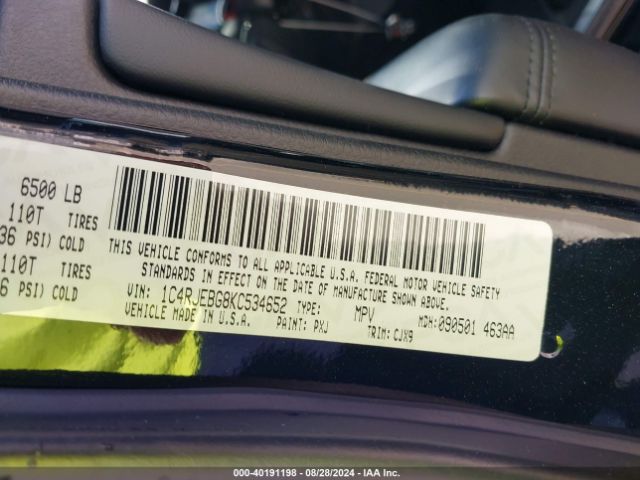 6500 LB
110T TIRES
36 PSI) COLD
110T TIRES
6 PSI) COLD
THIS VEHICLE CONFORMS TO ALL APPLICABLE U.S.A. FEDERAL MOTOR VEHICLE SAFETY
STANDARDS IN EFFECT ON THE DATE OF MANUFACTURE SHOWN ABOVE.
VIN: 1C4RJEBG8KC534652 TYPE: MPV MDH: 090501 463AA
VEHICLE MADE IN U.S.A. PAINT: PXJ TRIM: CJX9
000-40191198 - 08/28/2024 - IAA Inc.